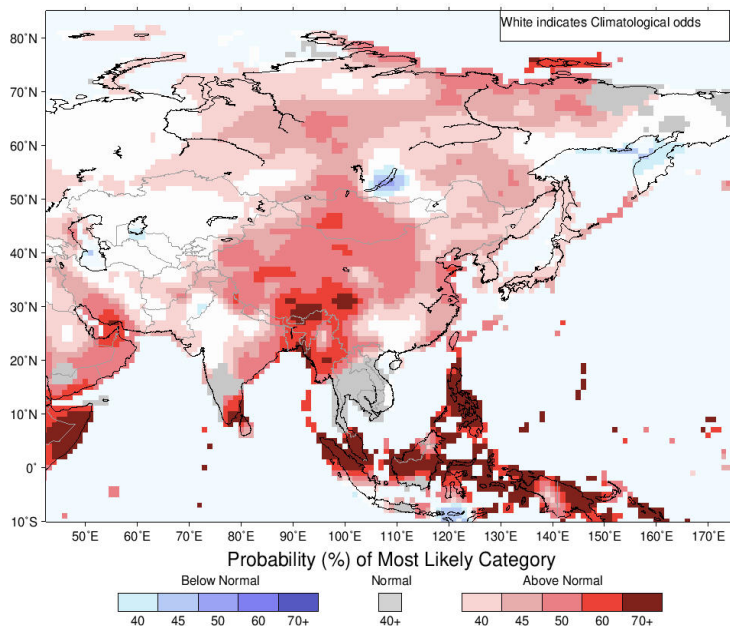 White indicates Climatological odds
80˚N
70˚N
60˚N
50˚N
40˚N
30˚N
20˚N
10˚N
0˚
10˚S
50˚E 60˚E 70˚E 80˚E 90˚E 100˚E 110˚E 120˚E 130˚E 140˚E 150˚E 160˚E 170˚E
Probability (%) of Most Likely Category
Below Normal Normal Above Normal
40 45 50 60 70+ 40+ 40 45 50 60 70+